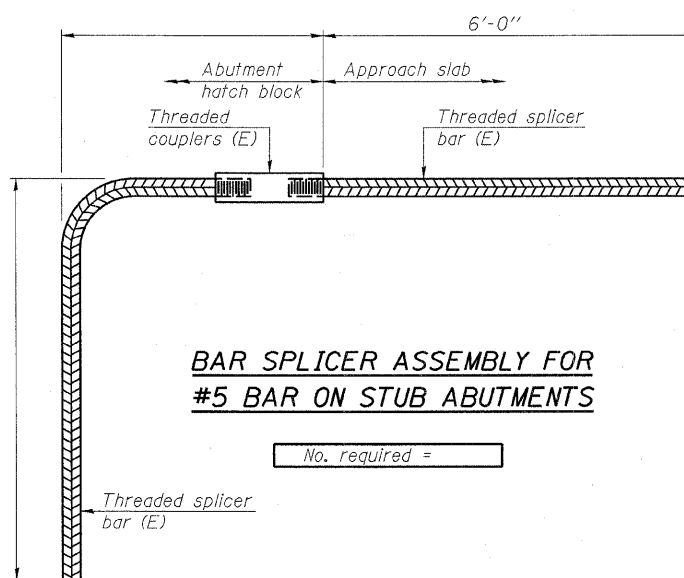 6'-0"
Abutment
hatch block
Approach slab
Threaded
couplers (E)
Threaded splicer
bar (E)
BAR SPLICER ASSEMBLY FOR
#5 BAR ON STUB ABUTMENTS
No. required =
Threaded splicer
bar (E)